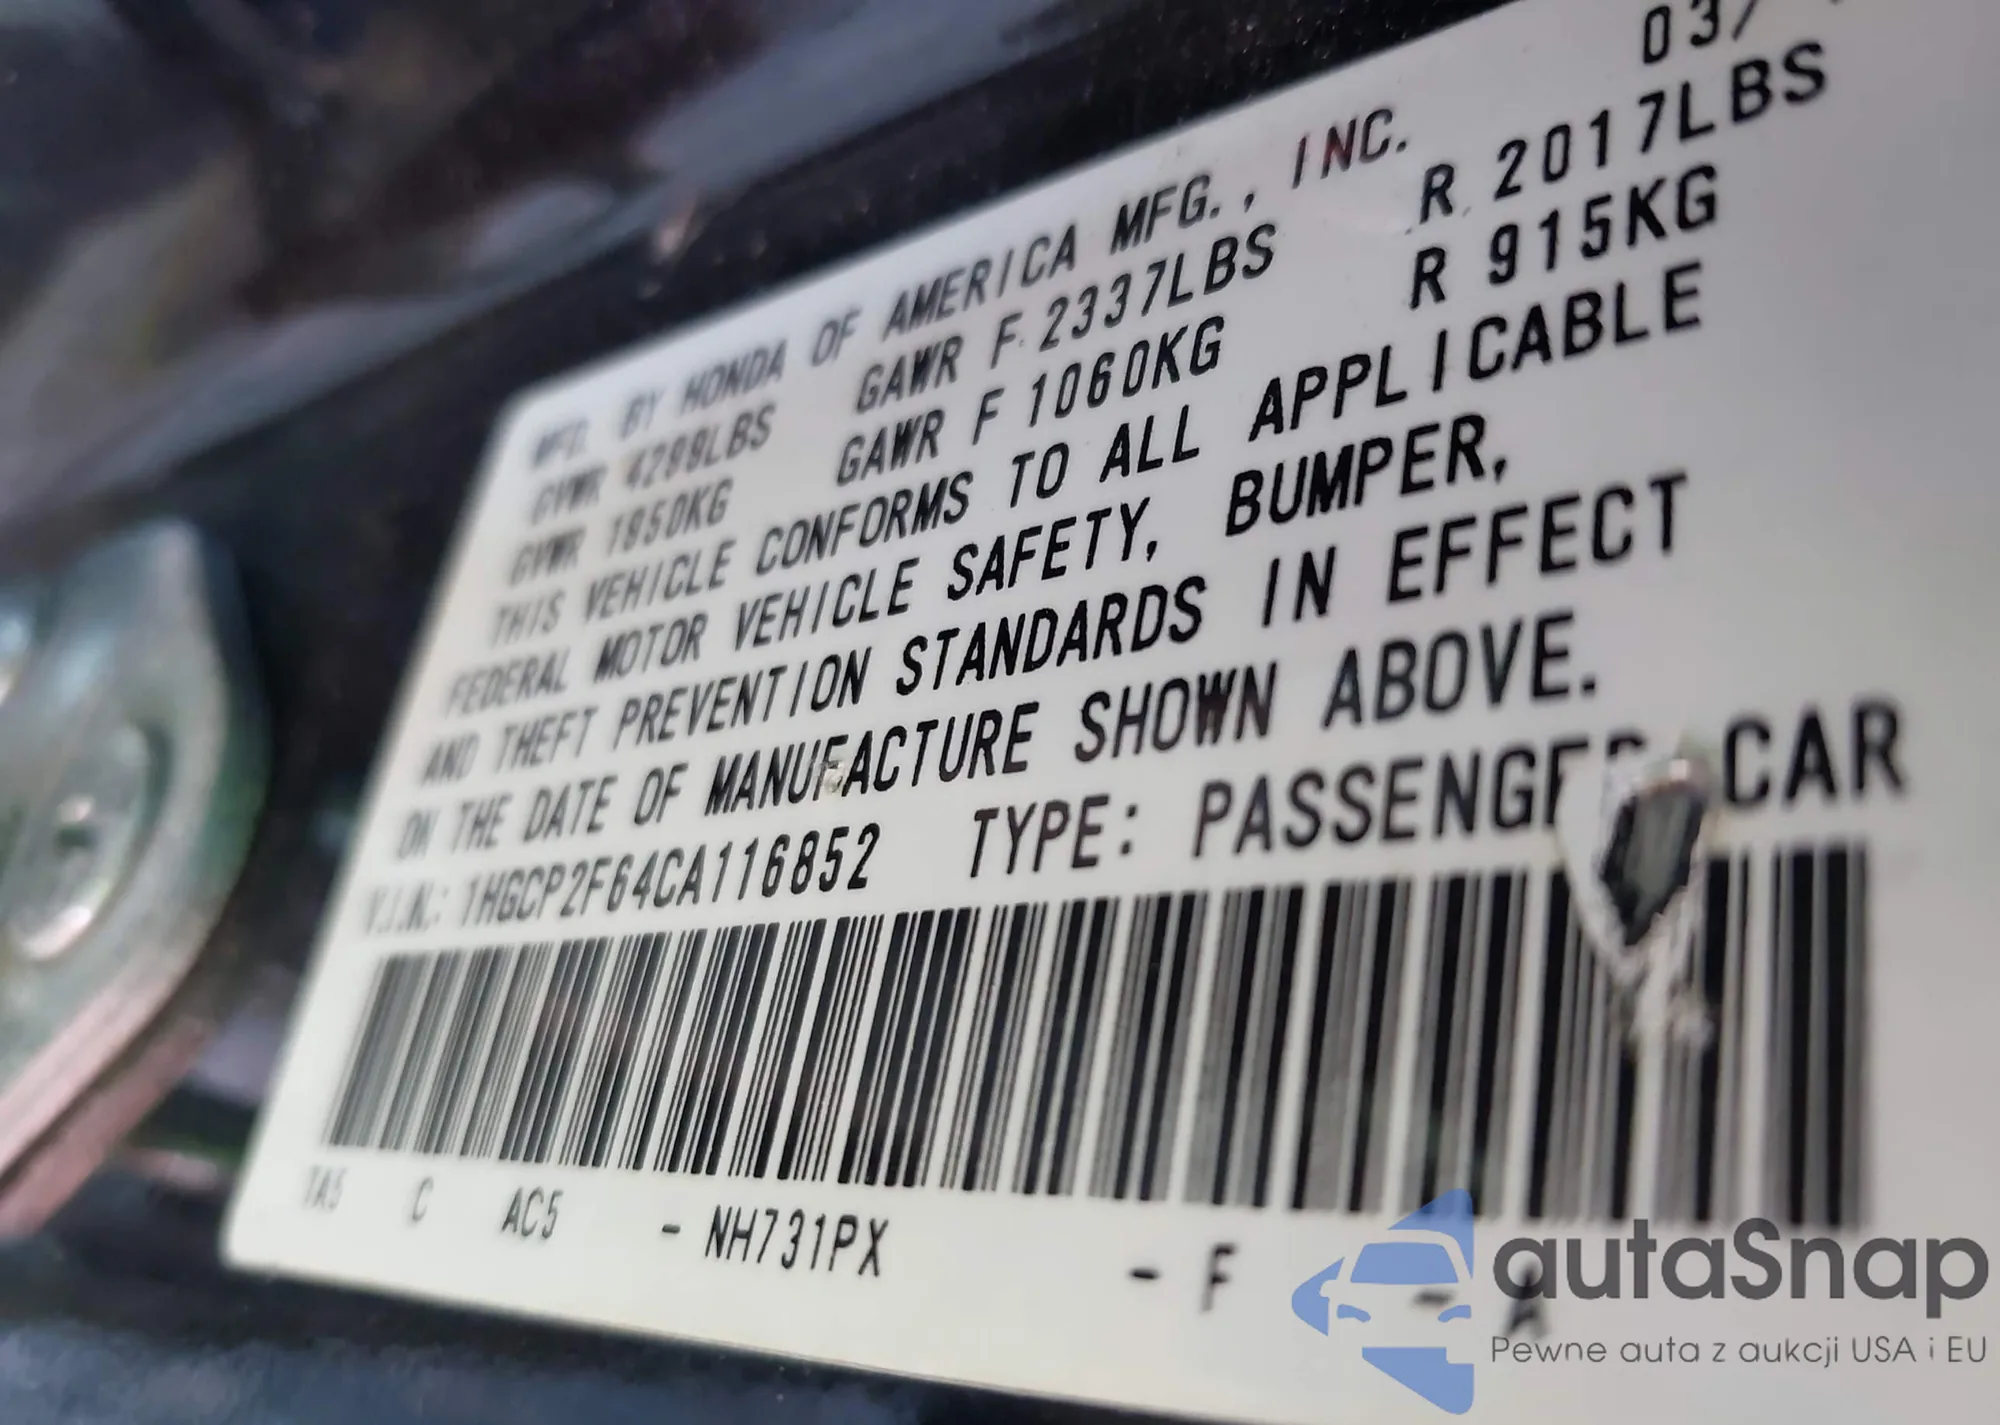 MFD. BY HONDA OF AMERICA MFG., INC. 03/
GVWR 4299LBS GAWR F 2337LBS R 2017LBS
GVWR 1950KG GAWR F 1060KG R 915KG
THIS VEHICLE CONFORMS TO ALL APPLICABLE
FEDERAL MOTOR VEHICLE SAFETY, BUMPER,
AND THEFT PREVENTION STANDARDS IN EFFECT
ON THE DATE OF MANUFACTURE SHOWN ABOVE.
V.I.N.: 1HGCP2F64CA116852 TYPE: PASSENGER CAR
TA5 C AC5 - NH731PX - F - A
autaSnap
Pewne auta z aukcji USA i EU